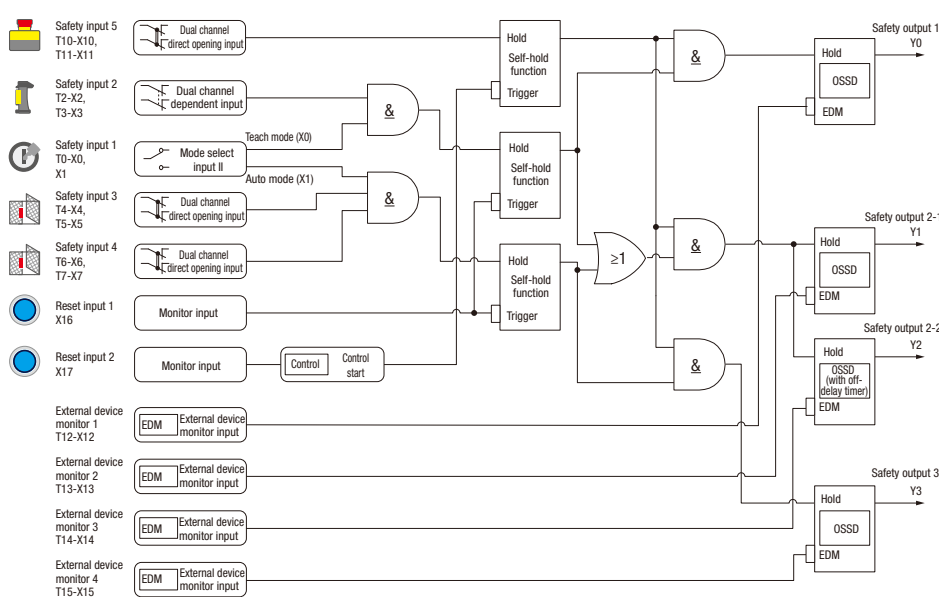 Safety input 5
T10-X10,
T11-X11
Dual channel
direct opening input
Hold
Self-hold
function
Trigger
&
Hold
OSSD
EDM
Safety output 1
Y0
Safety input 2
T2-X2,
T3-X3
Dual channel
dependent input
&
Teach mode (X0)
Safety input 1
T0-X0,
X1
Mode select
input II
Auto mode (X1)
Hold
Self-hold
function
Trigger
Safety input 3
T4-X4,
T5-X5
Dual channel
direct opening input
&
Safety input 4
T6-X6,
T7-X7
Dual channel
direct opening input
Hold
Self-hold
function
Trigger
≥1
&
Hold
OSSD
EDM
Safety output 2-1
Y1
Reset input 1
X16
Monitor input
Reset input 2
X17
Monitor input
Control
Control
start
&
Hold
OSSD
(with off-
delay timer)
EDM
Safety output 2-2
Y2
External device
monitor 1
T12-X12
EDM
External device
monitor input
External device
monitor 2
T13-X13
EDM
External device
monitor input
External device
monitor 3
T14-X14
EDM
External device
monitor input
Hold
OSSD
EDM
Safety output 3
Y3
External device
monitor 4
T15-X15
EDM
External device
monitor input